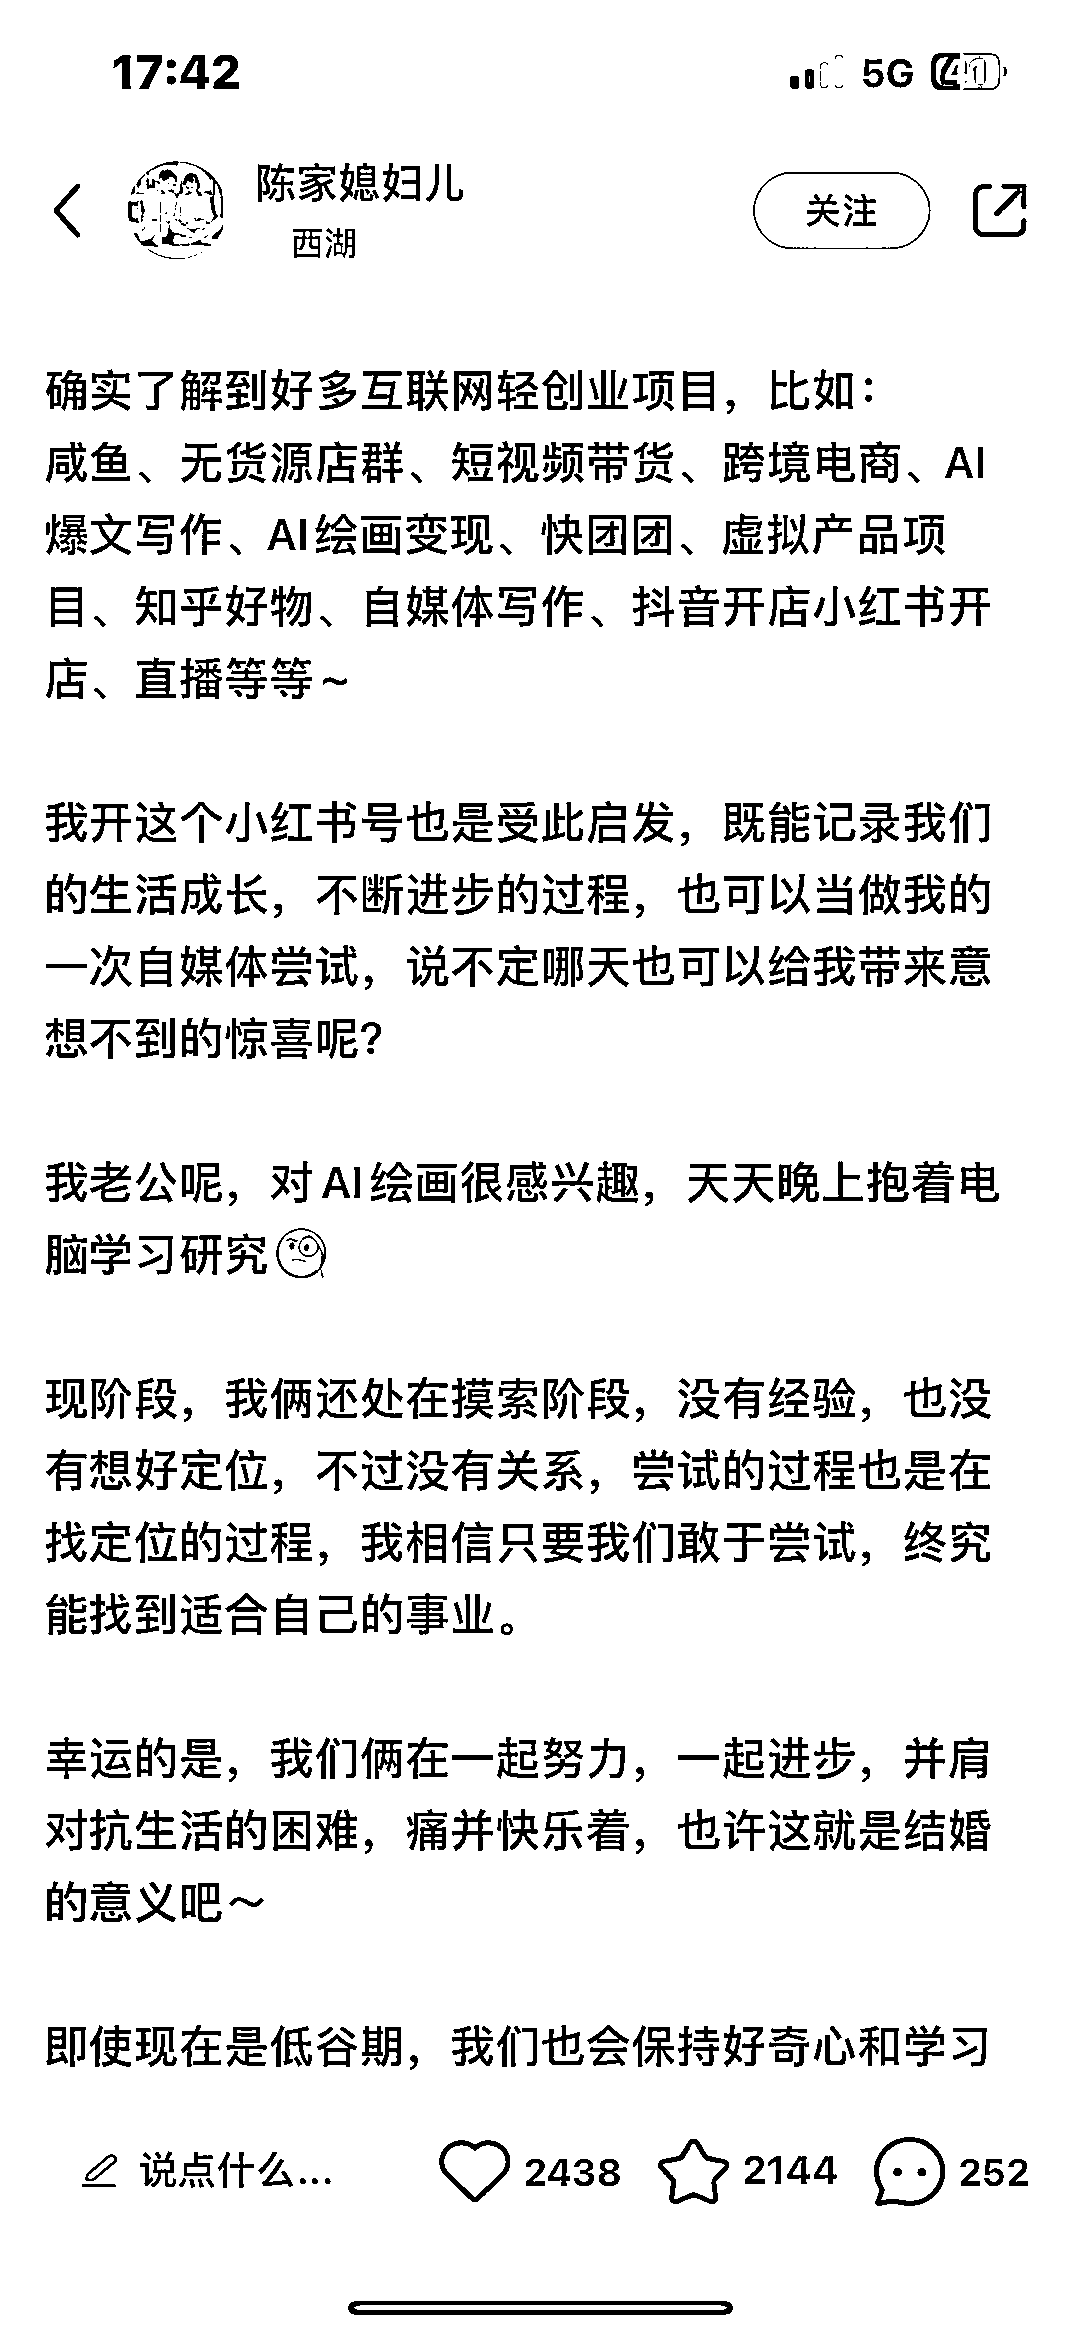 17:42
5G
陈家媳妇儿
西湖
关注
确实了解到好多互联网轻创业项目，比如：
咸鱼、无货源店群、短视频带货、跨境电商、AI
爆文写作、AI绘画变现、快团团、虚拟产品项
目、知乎好物、自媒体写作、抖音开店小红书开
店、直播等等~
我开这个小红书号也是受此启发，既能记录我们
的生活成长，不断进步的过程，也可以当做我的
一次自媒体尝试，说不定哪天也可以给我带来意
想不到的惊喜呢？
我老公呢，对AI绘画很感兴趣，天天晚上抱着电
脑学习研究🧐
现阶段，我俩还处在摸索阶段，没有经验，也没
有想好定位，不过没有关系，尝试的过程也是在
找定位的过程，我相信只要我们敢于尝试，终究
能找到适合自己的事业。
幸运的是，我们俩在一起努力，一起进步，并肩
对抗生活的困难，痛并快乐着，也许这就是结婚
的意义吧～
即使现在是低谷期，我们也会保持好奇心和学习
说点什么...
2438
2144
252